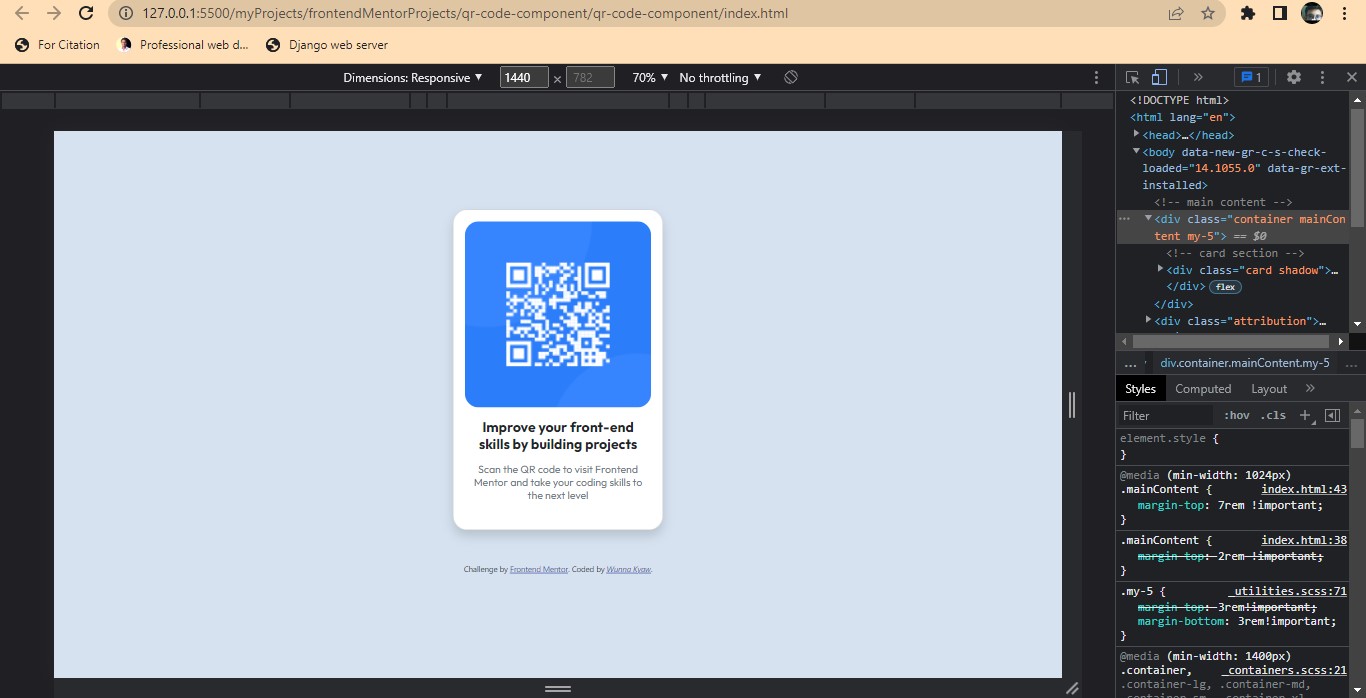 127.0.0.1:5500/myProjects/frontendMentorProjects/qr-code-component/qr-code-component/index.html
For Citation
Professional web d...
Django web server
Dimensions: Responsive ▼ 1440 × 782 70% ▼ No throttling ▼
1
<!DOCTYPE html>
<html lang="en">
<head>…</head>
<body data-new-gr-c-s-check-
loaded="14.1055.0" data-gr-ext-
installed>
<!-- main content -->
<div class="container mainCon
tent my-5"> == $0
<!-- card section -->
<div class="card shadow">…
</div> flex
</div>
<div class="attribution">…
... div.container.mainContent.my-5 ...
Styles Computed Layout »
Filter :hov .cls +
element.style {
}
@media (min-width: 1024px)
.mainContent { index.html:43
margin-top: 7rem !important;
}
.mainContent { index.html:38
margin-top: 2rem !important;
}
.my-5 { _utilities.scss:71
margin-top: 3rem!important;
margin-bottom: 3rem!important;
}
@media (min-width: 1400px)
.container, _containers.scss:21
.container-lg, .container-md,
Improve your front-end
skills by building projects
Scan the QR code to visit Frontend
Mentor and take your coding skills to
the next level
Challenge by Frontend Mentor. Coded by Wunna Kyaw.